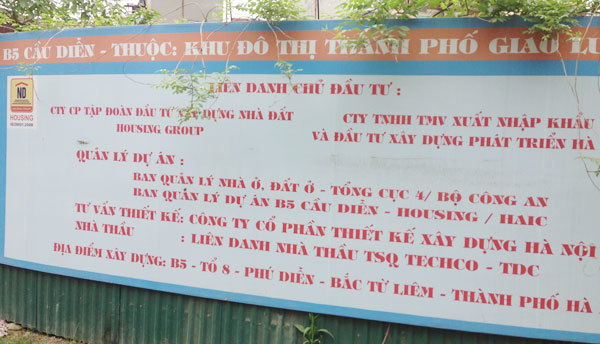 B5 CẦU DIỄN - THUỘC: KHU ĐÔ THỊ THÀNH PHỐ GIAO LƯ
LIÊN DANH CHỦ ĐẦU TƯ :
CTY CP TẬP ĐOÀN ĐẦU TƯ XÂY DỰNG NHÀ ĐẤT
HOUSING GROUP
CTY TNHH TMV XUẤT NHẬP KHẨU
VÀ ĐẦU TƯ XÂY DỰNG PHÁT TRIỂN HÀ
ND
HOUSING
QUẢN LÝ DỰ ÁN :
BAN QUẢN LÝ NHÀ Ở, ĐẤT Ở - TỔNG CỤC 4/ BỘ CÔNG AN
BAN QUẢN LÝ DỰ ÁN B5 CẦU DIỄN - HOUSING / HAIC
TƯ VẤN THIẾT KẾ: CÔNG TY CỔ PHẦN THIẾT KẾ XÂY DỰNG HÀ NỘI
NHÀ THẦU : LIÊN DANH NHÀ THẦU TSQ TECHCO - TDC
ĐỊA ĐIỂM XÂY DỰNG: B5 - TỔ 8 - PHÚ DIỄN - BẮC TỪ LIÊM - THÀNH PHỐ HÀ